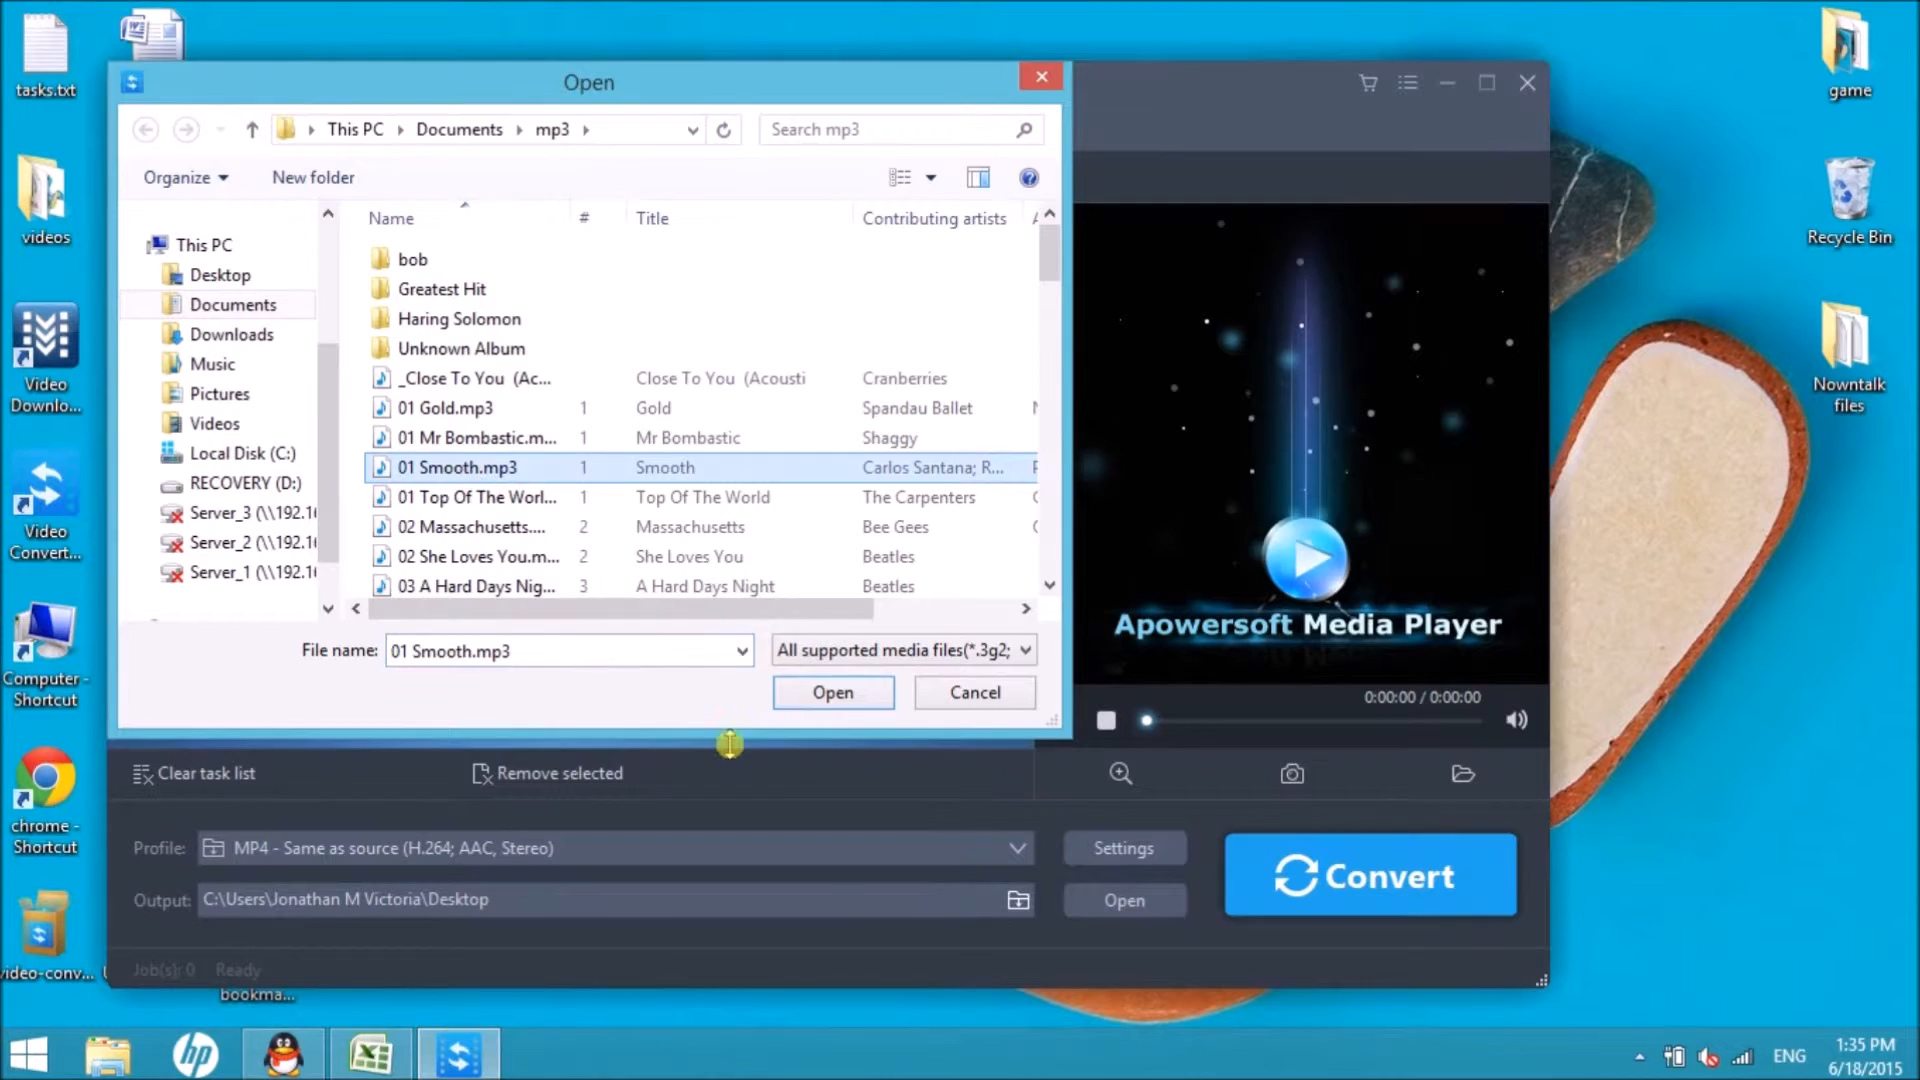 tasks.txt
videos
Video
Downlo...
Video
Convert...
Computer -
Shortcut
chrome -
Shortcut
video-conv...
bookma...
game
Recycle Bin
Nowntalk
files
Open
This PC
Documents
mp3
Search mp3
Organize
New folder
This PC
Desktop
Documents
Downloads
Music
Pictures
Videos
Local Disk (C:)
RECOVERY (D:)
Server_3 (\\192.16
Server_2 (\\192.16
Server_1 (\\192.16
Name # Title Contributing artists
bob
Greatest Hit
Haring Solomon
Unknown Album
_Close To You (Ac... Close To You (Acousti Cranberries
01 Gold.mp3 1 Gold Spandau Ballet
01 Mr Bombastic.m... 1 Mr Bombastic Shaggy
01 Smooth.mp3 1 Smooth Carlos Santana; R...
01 Top Of The Worl... 1 Top Of The World The Carpenters
02 Massachusetts.... 2 Massachusetts Bee Gees
02 She Loves You.m... 2 She Loves You Beatles
03 A Hard Days Nig... 3 A Hard Days Night Beatles
File name: 01 Smooth.mp3 All supported media files(*.3g2;
Open Cancel
Apowersoft Media Player
0:00:00 / 0:00:00
Clear task list Remove selected
Profile: MP4 - Same as source (H.264; AAC, Stereo) Settings
Convert
Output: C:\Users\Jonathan M Victoria\Desktop Open
Job(s): 0 Ready
hp
ENG
1:35 PM
6/18/2015